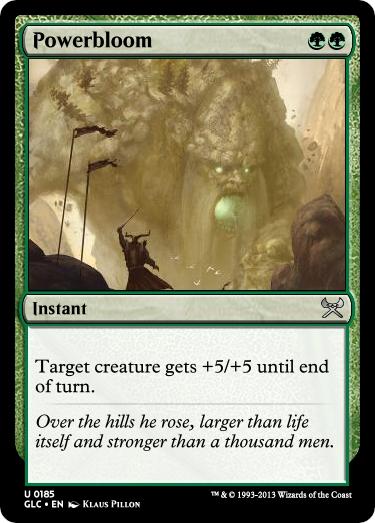 Powerbloom
Instant
Target creature gets +5/+5 until end
of turn.
Over the hills he rose, larger than life
itself and stronger than a thousand men.
U 0185
GLC • EN Klaus Pillon
™ & © 1993-2013 Wizards of the Coast